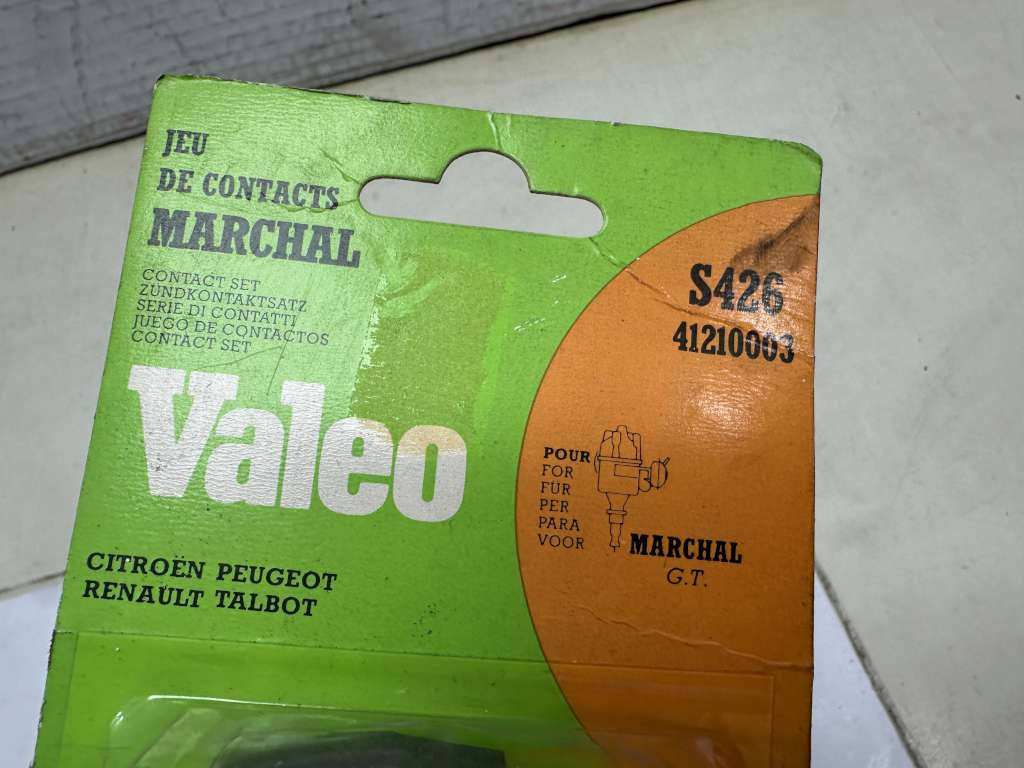 JEU
DE CONTACTS
MARCHAL
CONTACT SET
ZUNDKONTAKTSATZ
SERIE DI CONTATTI
JUEGO DE CONTACTOS
CONTACT SET
Valeo
CITROËN PEUGEOT
RENAULT TALBOT
S426
41210003
POUR
FOR
FÜR
PER
PARA
VOOR
MARCHAL
G.T.